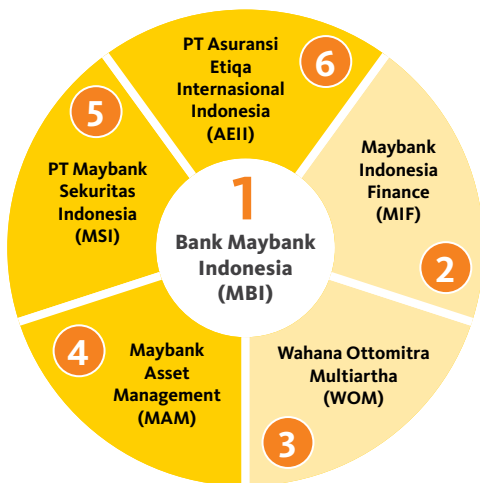 1
Bank Maybank
Indonesia
(MBI)
Maybank
Indonesia
Finance
(MIF)
2
Wahana Ottomitra
Multiartha
(WOM)
3
4
Maybank
Asset
Management
(MAM)
5
PT Maybank
Sekuritas
Indonesia
(MSI)
PT Asuransi
Etiqa
Internasional
Indonesia
(AEII)
6